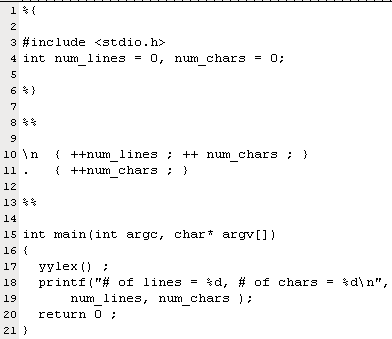 1 %{
2
3 #include <stdio.h>
4 int num_lines = 0, num_chars = 0;
5
6 %}
7
8 %%
9
10 \n  { ++num_lines ; ++ num_chars ; }
11 .   { ++num_chars ; }
12
13 %%
14
15 int main(int argc, char* argv[])
16 {
17   yylex() ;
18   printf("# of lines = %d, # of chars = %d\n",
19       num_lines, num_chars );
20   return 0 ;
21 }